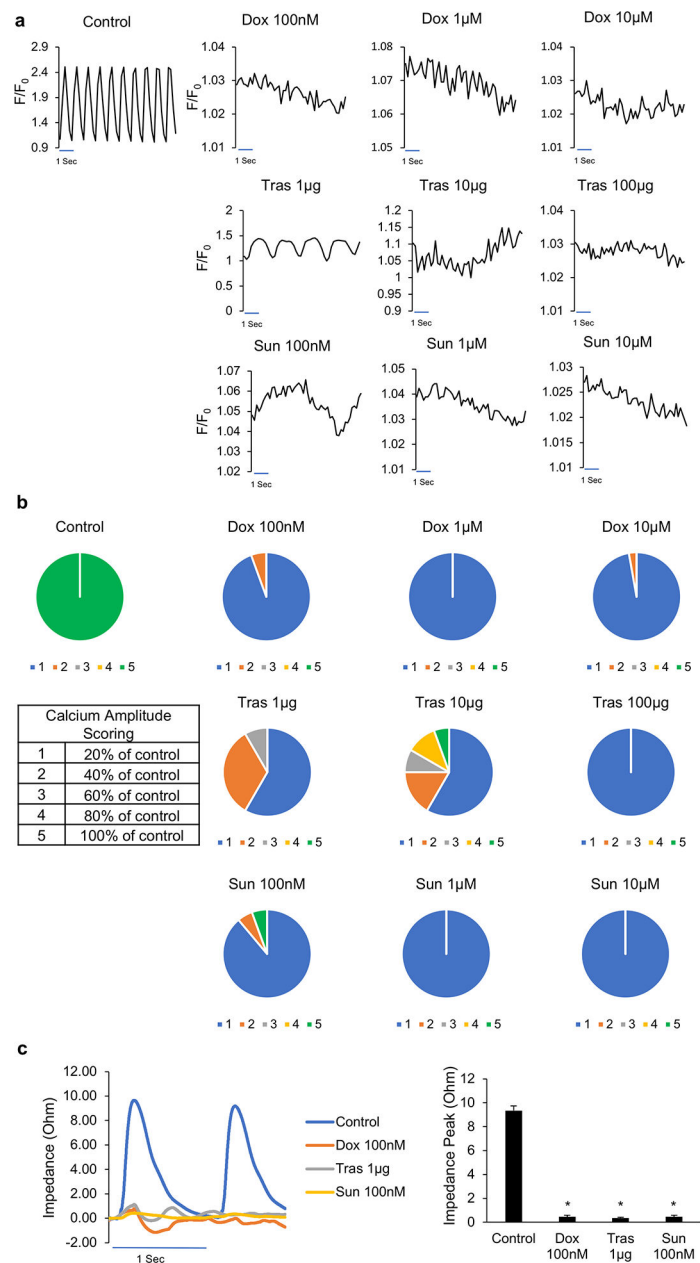 a
Control
Dox 100nM
Dox 1µM
Dox 10µM
F/F0
2.9
2.4
1.9
1.4
0.9
1 Sec
F/F0
1.04
1.03
1.02
1.01
1 Sec
1.08
1.07
1.06
1.05
1 Sec
1.04
1.03
1.02
1.01
1 Sec
Tras 1µg
Tras 10µg
Tras 100µg
F/F0
2
1.5
1
0.5
0
1 Sec
1.2
1.15
1.1
1.05
1
0.95
0.9
1 Sec
1.04
1.03
1.02
1.01
1 Sec
Sun 100nM
Sun 1µM
Sun 10µM
F/F0
1.07
1.06
1.05
1.04
1.03
1.02
1 Sec
1.05
1.04
1.03
1.02
1.01
1 Sec
1.03
1.025
1.02
1.015
1.01
1 Sec
b
Control
Dox 100nM
Dox 1µM
Dox 10µM
1 2 3 4 5
1 2 3 4 5
1 2 3 4 5
1 2 3 4 5
Calcium Amplitude
Scoring
1 20% of control
2 40% of control
3 60% of control
4 80% of control
5 100% of control
Tras 1µg
Tras 10µg
Tras 100µg
1 2 3 4 5
1 2 3 4 5
1 2 3 4 5
Sun 100nM
Sun 1µM
Sun 10µM
1 2 3 4 5
1 2 3 4 5
1 2 3 4 5
c
Impedance (Ohm)
12.00
10.00
8.00
6.00
4.00
2.00
0.00
-2.00
1 Sec
Control
Dox 100nM
Tras 1µg
Sun 100nM
Impedance Peak (Ohm)
12
10
8
6
4
2
0
* * *
Control
Dox
100nM
Tras
1µg
Sun
100nM